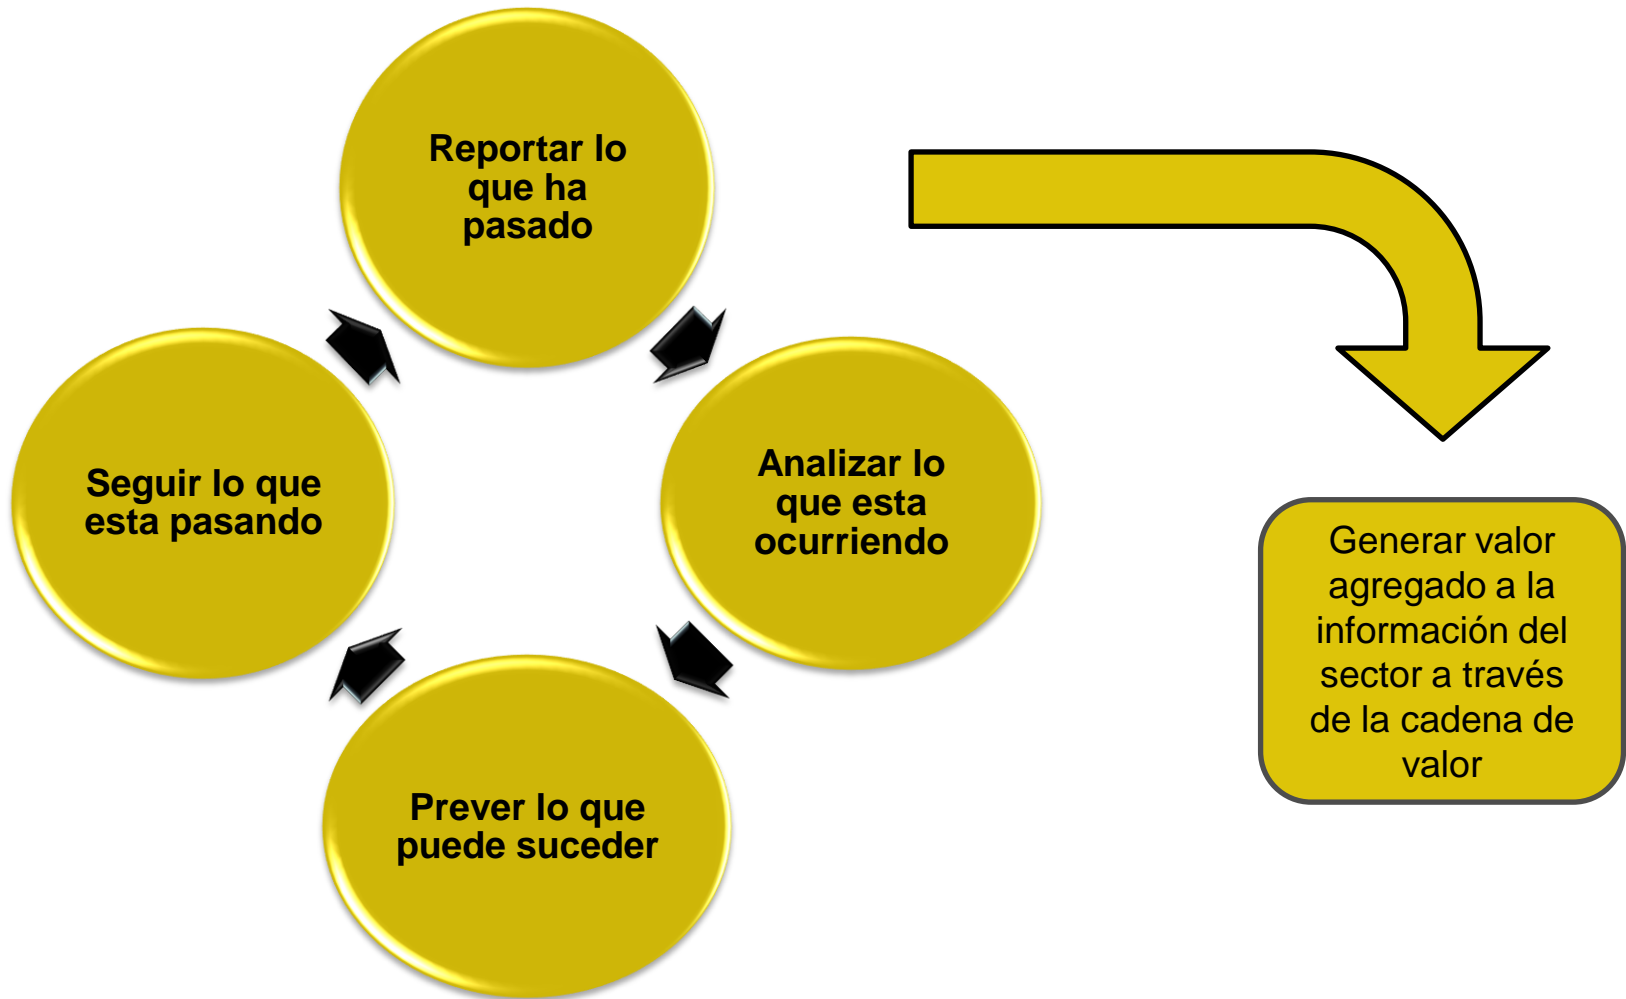 Reportar lo
que ha
pasado
Analizar lo
que esta
ocurriendo
Prever lo que
puede suceder
Seguir lo que
esta pasando
Generar valor
agregado a la
información del
sector a través
de la cadena de
valor